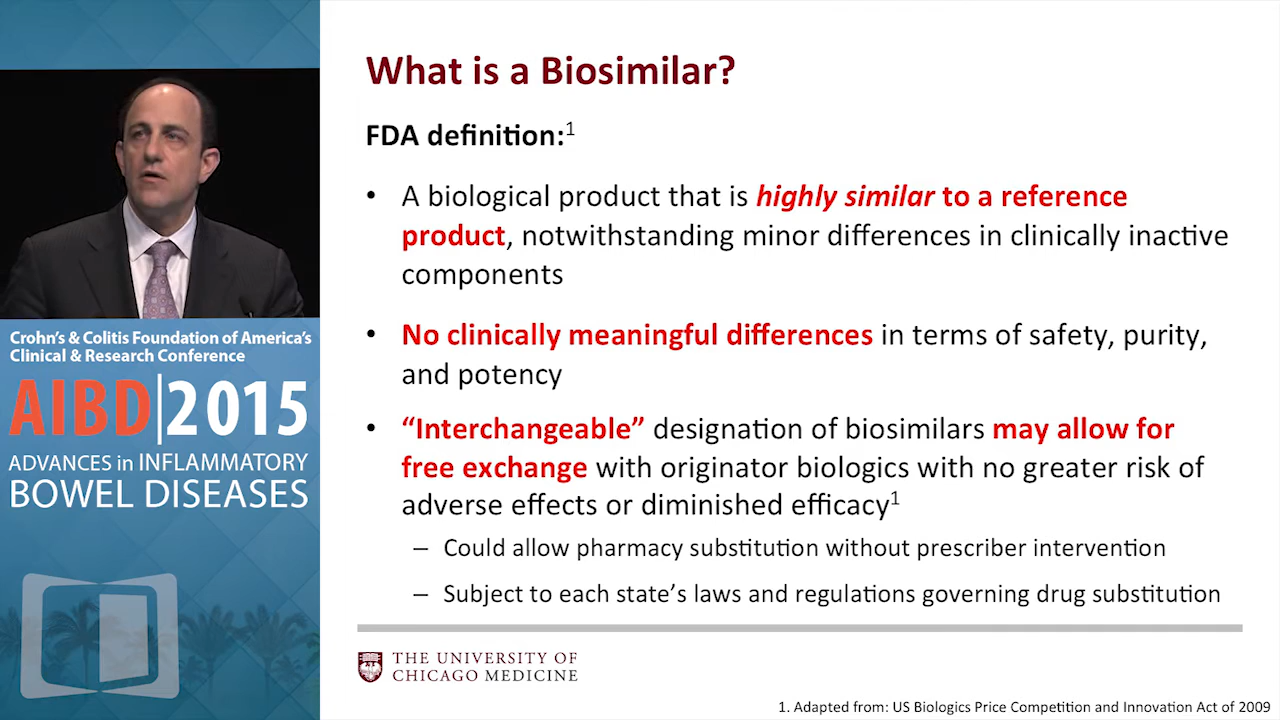 What is a Biosimilar?
FDA definition:1
• A biological product that is highly similar to a reference
product, notwithstanding minor differences in clinically inactive
components
• No clinically meaningful differences in terms of safety, purity,
and potency
• “Interchangeable” designation of biosimilars may allow for
free exchange with originator biologics with no greater risk of
adverse effects or diminished efficacy1
– Could allow pharmacy substitution without prescriber intervention
– Subject to each state’s laws and regulations governing drug substitution
THE UNIVERSITY OF
CHICAGO MEDICINE
1. Adapted from: US Biologics Price Competition and Innovation Act of 2009
Crohn’s & Colitis Foundation of America’s
Clinical & Research Conference
AIBD|2015
ADVANCES in INFLAMMATORY
BOWEL DISEASES